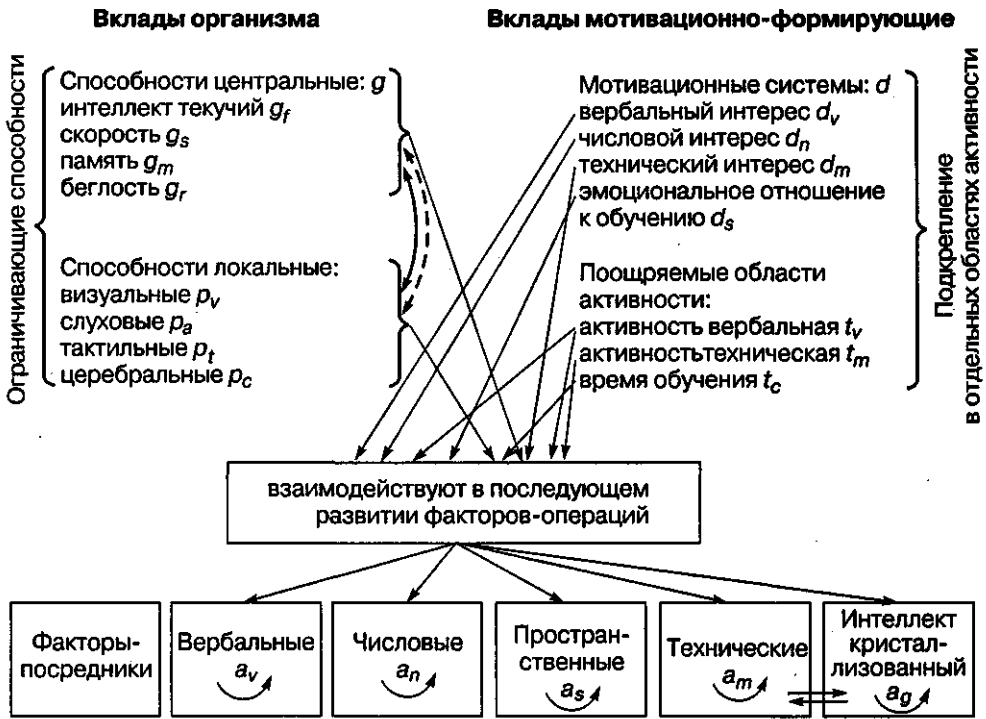 Вклады организма
Вклады мотивационно-формирующие
Ограничивающие способности
Способности центральные: g
интеллект текучий g_f
скорость g_s
память g_m
беглость g_r
Способности локальные:
визуальные p_v
слуховые p_a
тактильные p_t
церебральные p_c
Мотивационные системы: d
вербальный интерес d_v
числовой интерес d_n
технический интерес d_m
эмоциональное отношение
к обучению d_s
Поощряемые области
активности:
активность вербальная t_v
активностьтехническая t_m
время обучения t_c
Подкрепление
в отдельных областях активности
взаимодействуют в последующем
развитии факторов-операций
Факторы-
посредники
Вербальные
a_v
Числовые
a_n
Простран-
ственные
a_s
Технические
a_m
Интеллект
кристал-
лизованный
a_g